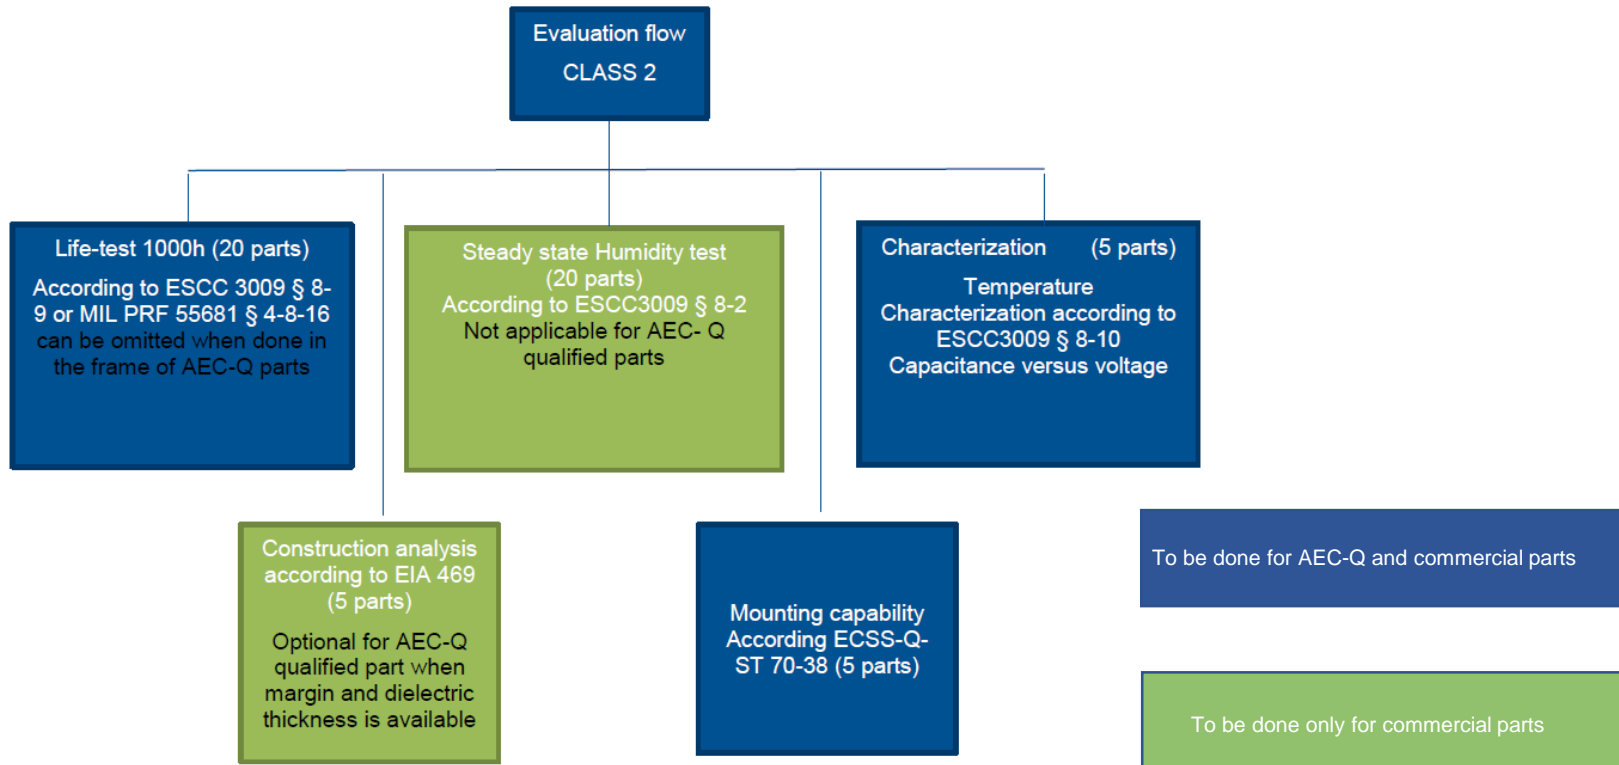 Evaluation flow
CLASS 2
Life-test 1000h (20 parts)
According to ESCC 3009 § 8-
9 or MIL PRF 55681 § 4-8-16
can be omitted when done in
the frame of AEC-Q parts
Steady state Humidity test
(20 parts)
According to ESCC3009 § 8-2
Not applicable for AEC- Q
qualified parts
Characterization (5 parts)
Temperature
Characterization according to
ESCC3009 § 8-10
Capacitance versus voltage
Construction analysis
according to EIA 469
(5 parts)
Optional for AEC-Q
qualified part when
margin and dielectric
thickness is available
Mounting capability
According ECSS-Q-
ST 70-38 (5 parts)
To be done for AEC-Q and commercial parts
To be done only for commercial parts